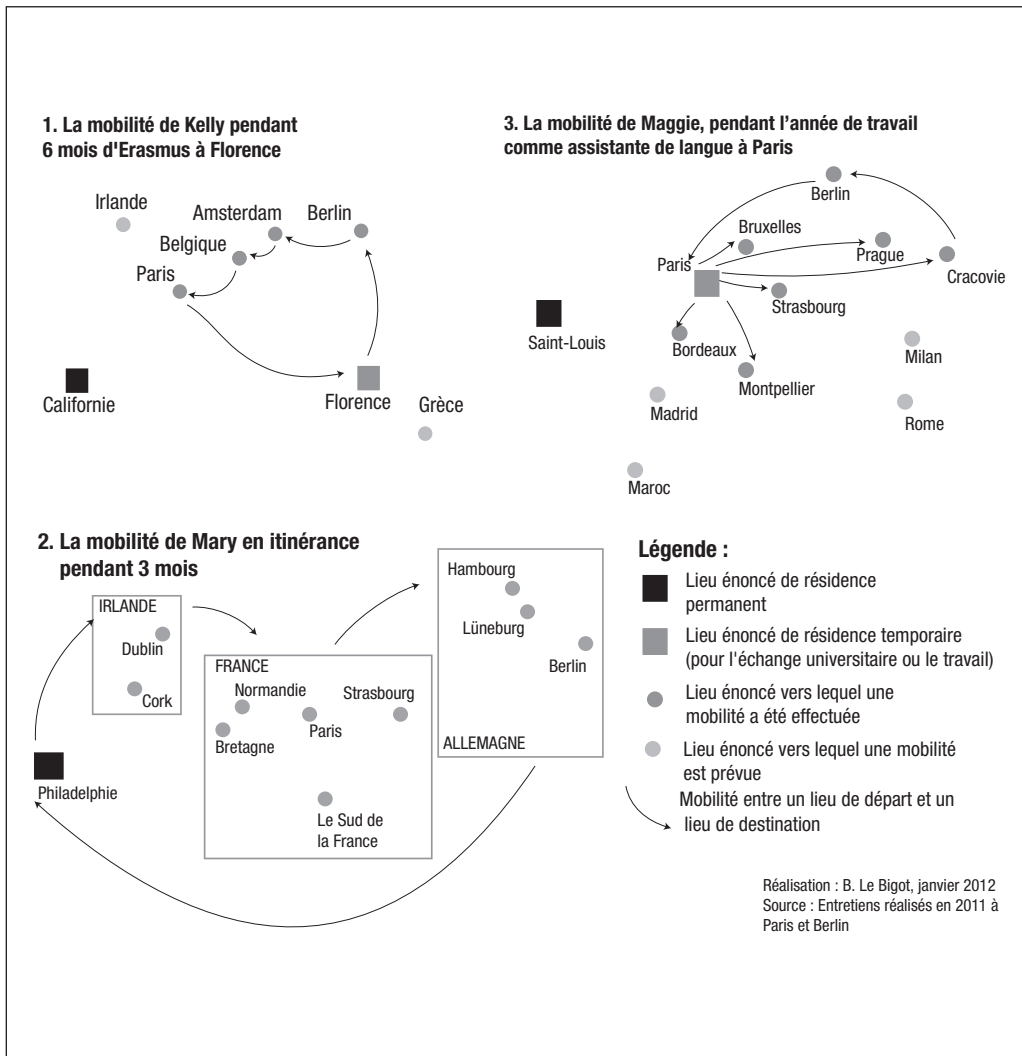 1. La mobilité de Kelly pendant
6 mois d'Erasmus à Florence
Irlande
Amsterdam
Berlin
Belgique
Paris
Californie
Florence
Grèce
3. La mobilité de Maggie, pendant l’année de travail
comme assistante de langue à Paris
Berlin
Bruxelles
Paris
Prague
Cracovie
Strasbourg
Saint-Louis
Bordeaux
Milan
Montpellier
Madrid
Rome
Maroc
2. La mobilité de Mary en itinérance
pendant 3 mois
IRLANDE
Dublin
Cork
Philadelphie
FRANCE
Normandie
Strasbourg
Bretagne
Paris
Le Sud de
la France
Hambourg
Lüneburg
Berlin
ALLEMAGNE
Légende :
Lieu énoncé de résidence
permanent
Lieu énoncé de résidence temporaire
(pour l'échange universitaire ou le travail)
Lieu énoncé vers lequel une
mobilité a été effectuée
Lieu énoncé vers lequel une mobilité
est prévue
Mobilité entre un lieu de départ et un
lieu de destination
Réalisation : B. Le Bigot, janvier 2012
Source : Entretiens réalisés en 2011 à
Paris et Berlin